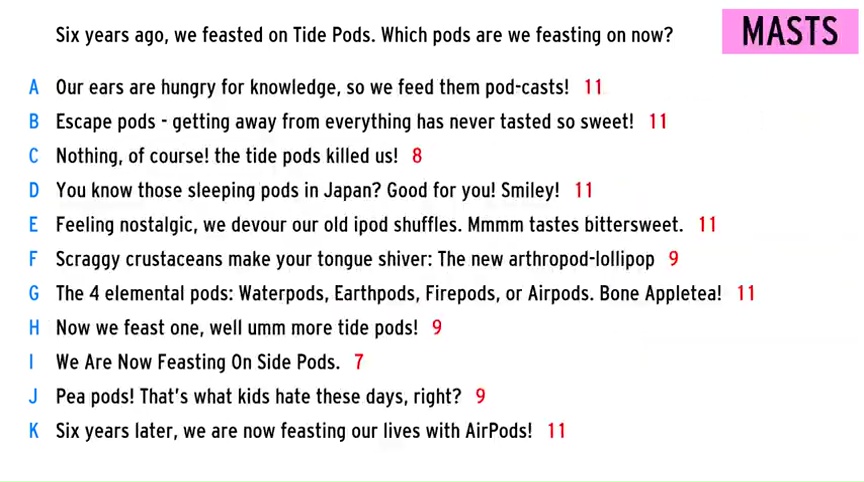 Six years ago, we feasted on Tide Pods. Which pods are we feasting on now?
MASTS
A Our ears are hungry for knowledge, so we feed them pod-casts! 11
B Escape pods - getting away from everything has never tasted so sweet! 11
C Nothing, of course! the tide pods killed us! 8
D You know those sleeping pods in Japan? Good for you! Smiley! 11
E Feeling nostalgic, we devour our old ipod shuffles. Mmmm tastes bittersweet. 11
F Scraggy crustaceans make your tongue shiver: The new arthropod-lollipop 9
G The 4 elemental pods: Waterpods, Earthpods, Firepods, or Airpods. Bone Appletea! 11
H Now we feast one, well umm more tide pods! 9
I We Are Now Feasting On Side Pods. 7
J Pea pods! That's what kids hate these days, right? 9
K Six years later, we are now feasting our lives with AirPods! 11